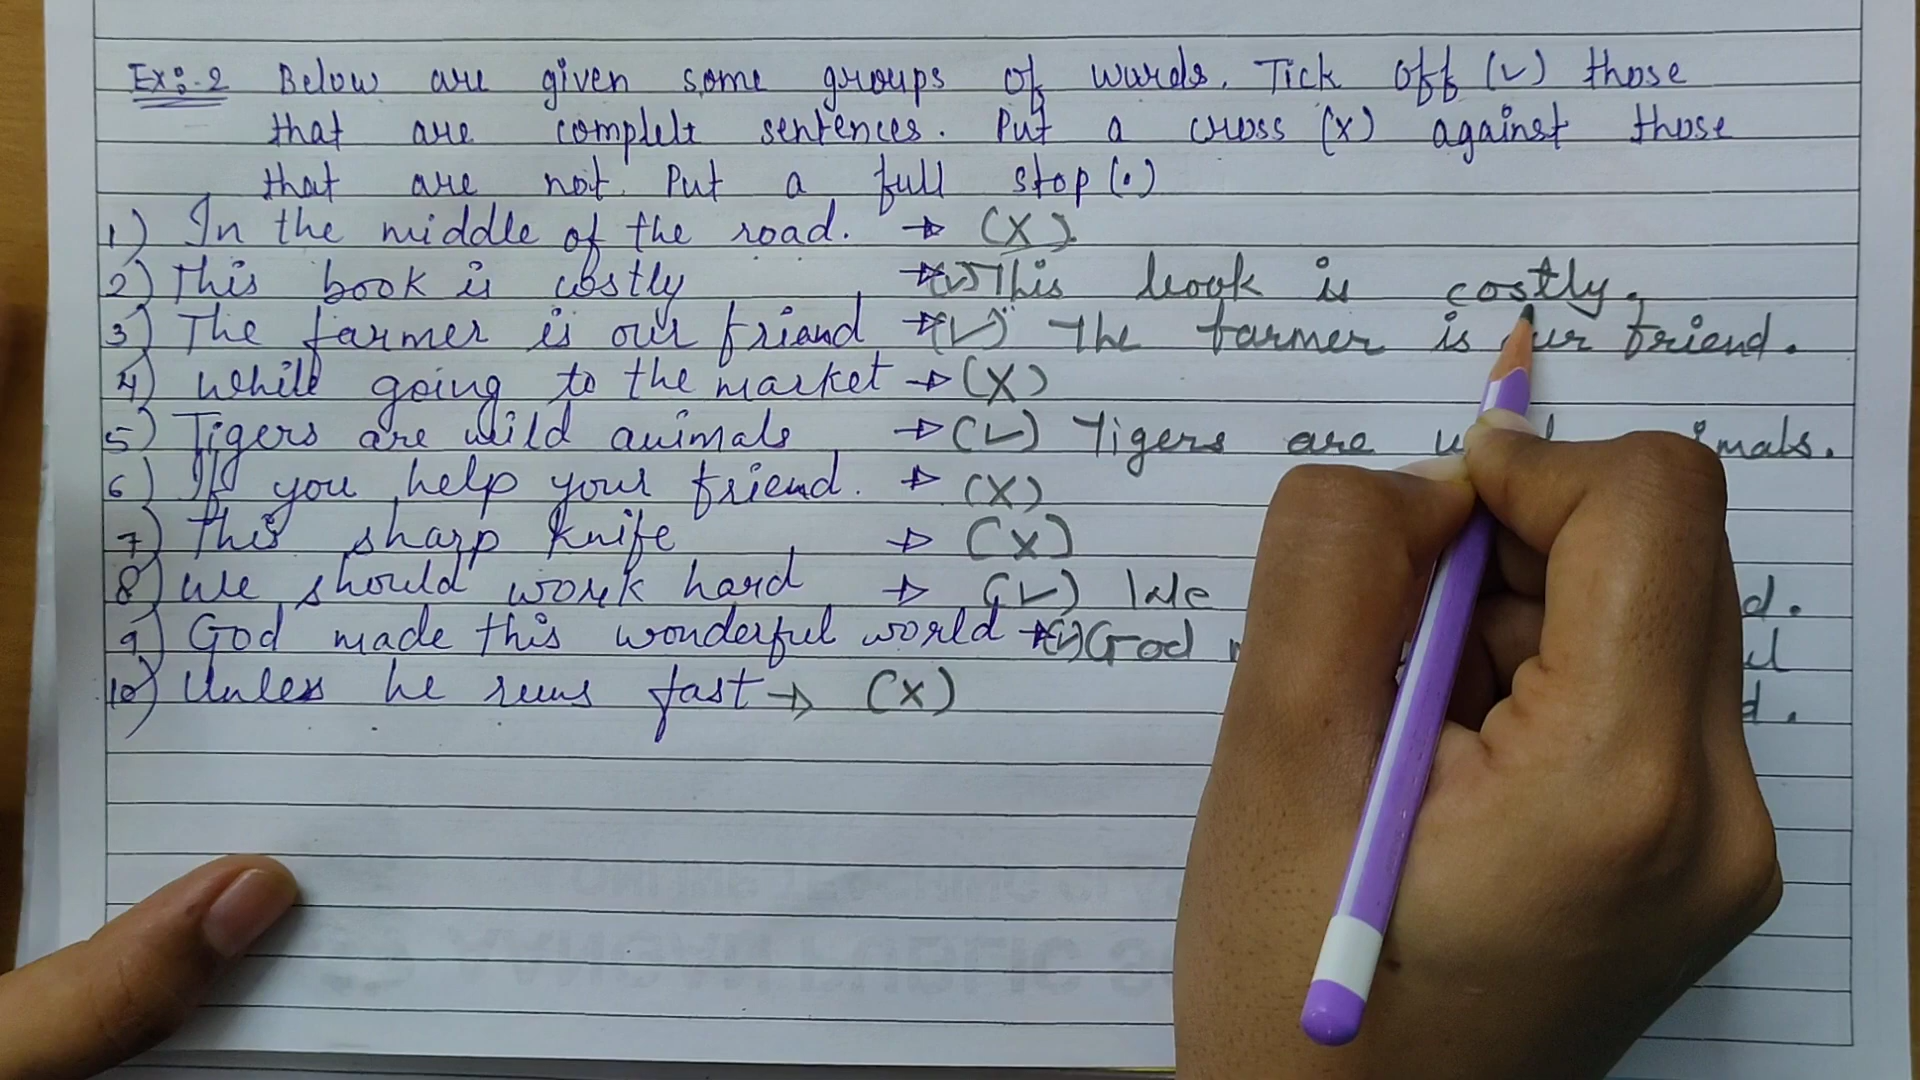 Ex:-2 Below are given some groups of words. Tick off (✓) those
that are complete sentences. Put a cross (x) against those
that are not. Put a full stop (.)
1) In the middle of the road. → (X).
2) This book is costly → (✓) This book is costly.
3) The farmer is our friend → (✓) The farmer is our friend.
4) While going to the market → (X)
5) Tigers are wild animals → (✓) Tigers are
6) If you help your friend. → (X)
7) This sharp knife → (X)
8) We should work hard → (✓) We
9) God made this wonderful world → (✓) God
10) Unless he runs fast → (X)